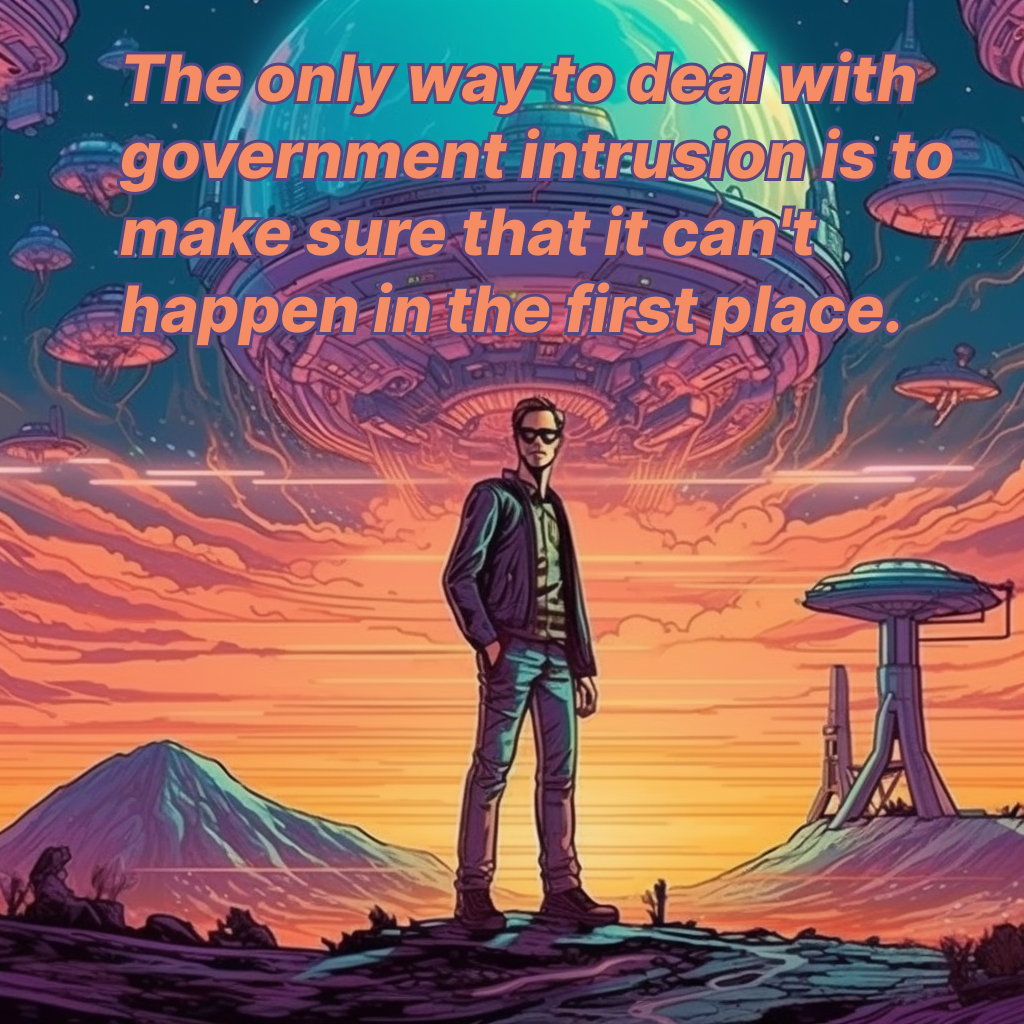 The only way to deal with
government intrusion is to
make sure that it can't
happen in the first place.